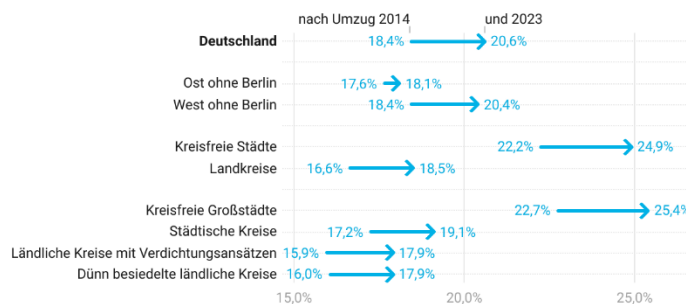 nach Umzug 2014 und 2023
Deutschland 18,4% 20,6%
Ost ohne Berlin 17,6% 18,1%
West ohne Berlin 18,4% 20,4%
Kreisfreie Städte 22,2% 24,9%
Landkreise 16,6% 18,5%
Kreisfreie Großstädte 22,7% 25,4%
Städtische Kreise 17,2% 19,1%
Ländliche Kreise mit Verdichtungsansätzen 15,9% 17,9%
Dünn besiedelte ländliche Kreise 16,0% 17,9%
15,0% 20,0% 25,0%